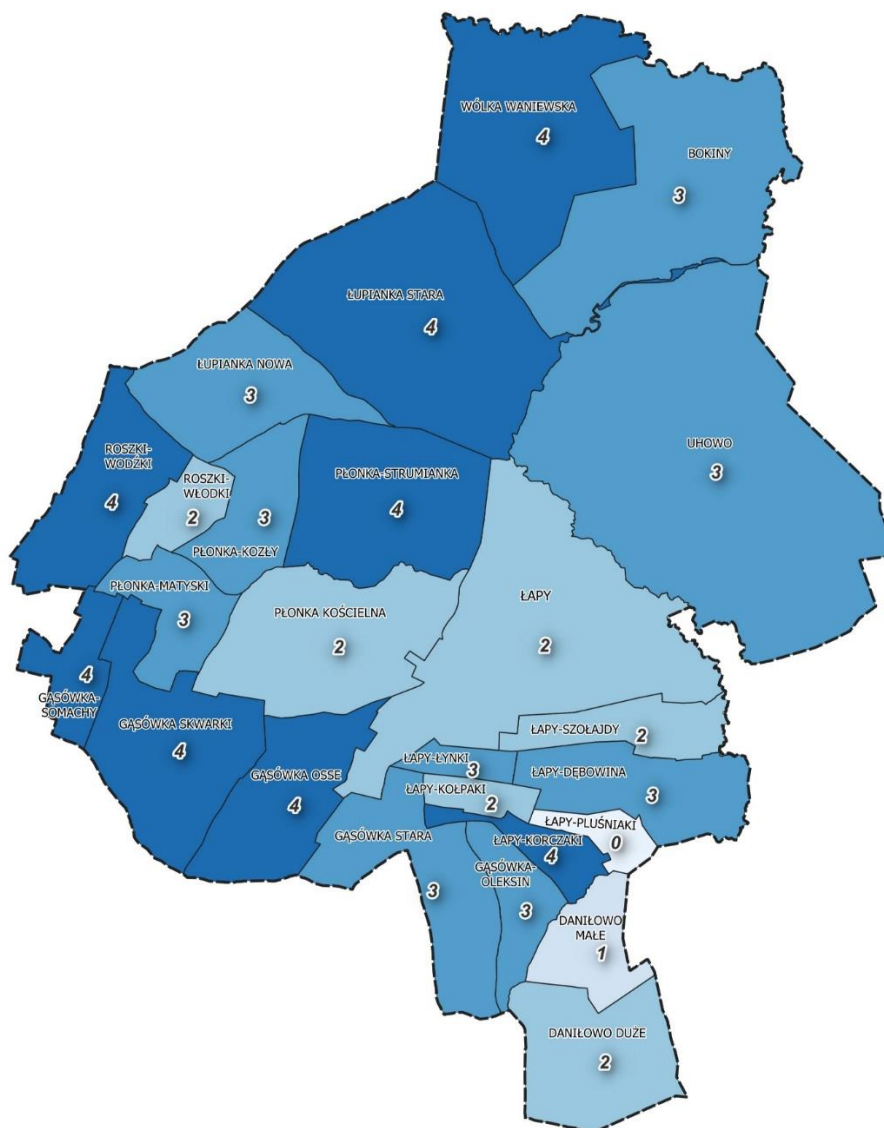 WÓLKA WANIEWSKA
4
BOKINY
3
ŁUPIANKA STARA
4
ŁUPIANKA NOWA
3
UHOWO
3
ROSZKI-
WODŹKI
4
ROSZKI-
WŁODKI
2
PŁONKA-STRUMIANKA
4
3
PŁONKA-KOZŁY
PŁONKA-MATYSKI
3
PŁONKA KOŚCIELNA
2
ŁAPY
2
4
GĄSÓWKA-
SOMACHY
GĄSÓWKA SKWARKI
4
ŁAPY-SZOŁAJDY
2
GĄSÓWKA OSSE
4
ŁAPY-ŁYNKI
3
ŁAPY-DĘBOWINA
3
ŁAPY-KOŁPAKI
2
ŁAPY-PLUŚNIAKI
0
GĄSÓWKA STARA
3
ŁAPY-KORCZAKI
4
GĄSÓWKA-
OLEKSIN
3
DANIŁOWO
MAŁE
1
DANIŁOWO DUŻE
2